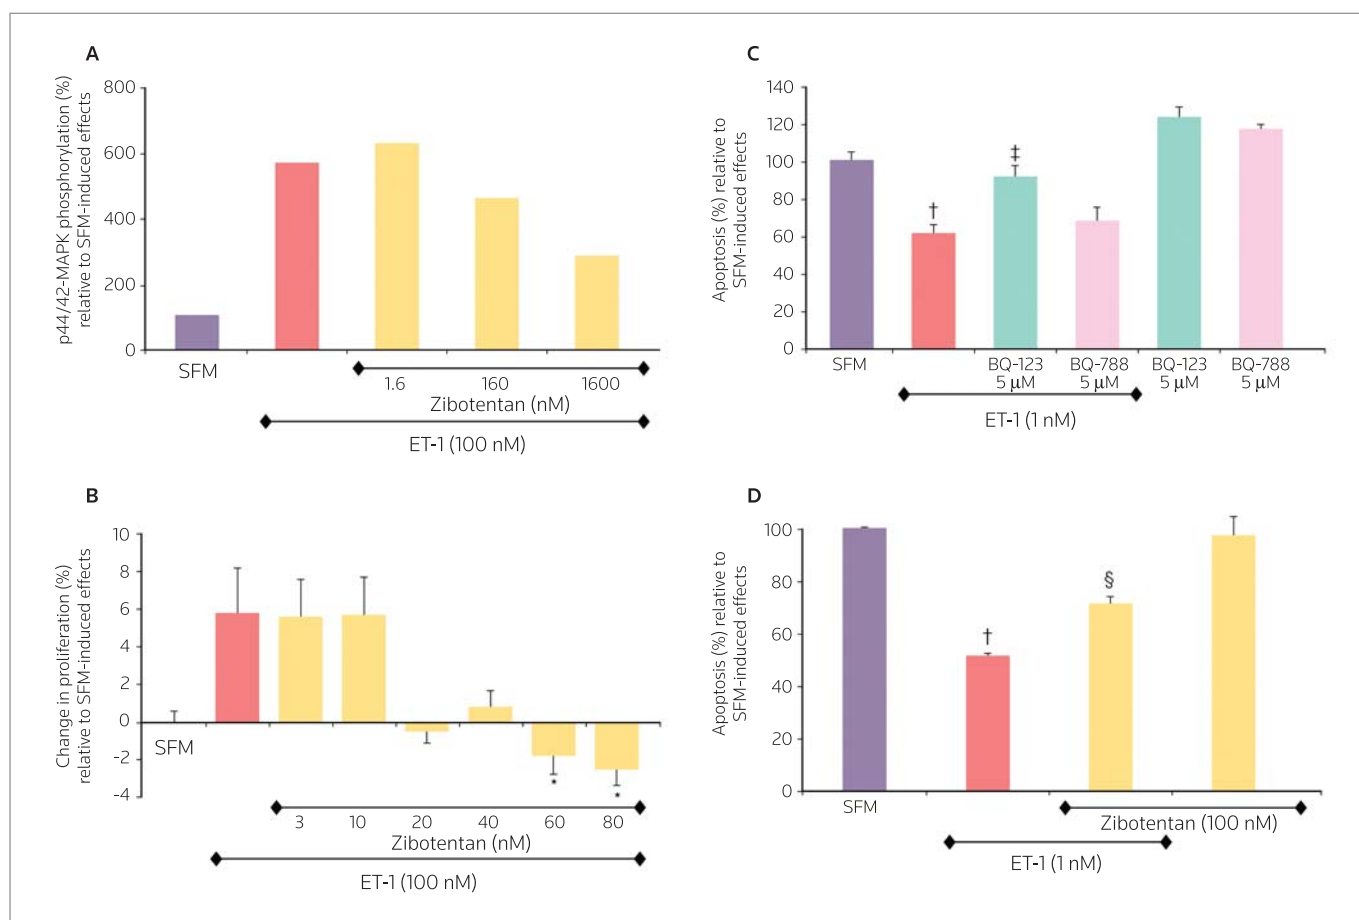 A
p44/42-MAPK phosphorylation (%)
relative to SFM-induced effects
800
600
400
200
0
SFM
1.6 160 1600
Zibotentan (nM)
ET-1 (100 nM)
B
Change in proliferation (%)
relative to SFM-induced effects
10
8
6
4
2
0
-2
-4
SFM
* *
3 10 20 40 60 80
Zibotentan (nM)
ET-1 (100 nM)
C
Apoptosis (%) relative to
SFM-induced effects
140
120
100
80
60
40
20
0
† ‡
SFM BQ-123 BQ-788 BQ-123 BQ-788
5 µM 5 µM 5 µM 5 µM
ET-1 (1 nM)
D
Apoptosis (%) relative to
SFM-induced effects
100
80
60
40
20
0
† §
SFM
Zibotentan (100 nM)
ET-1 (1 nM)